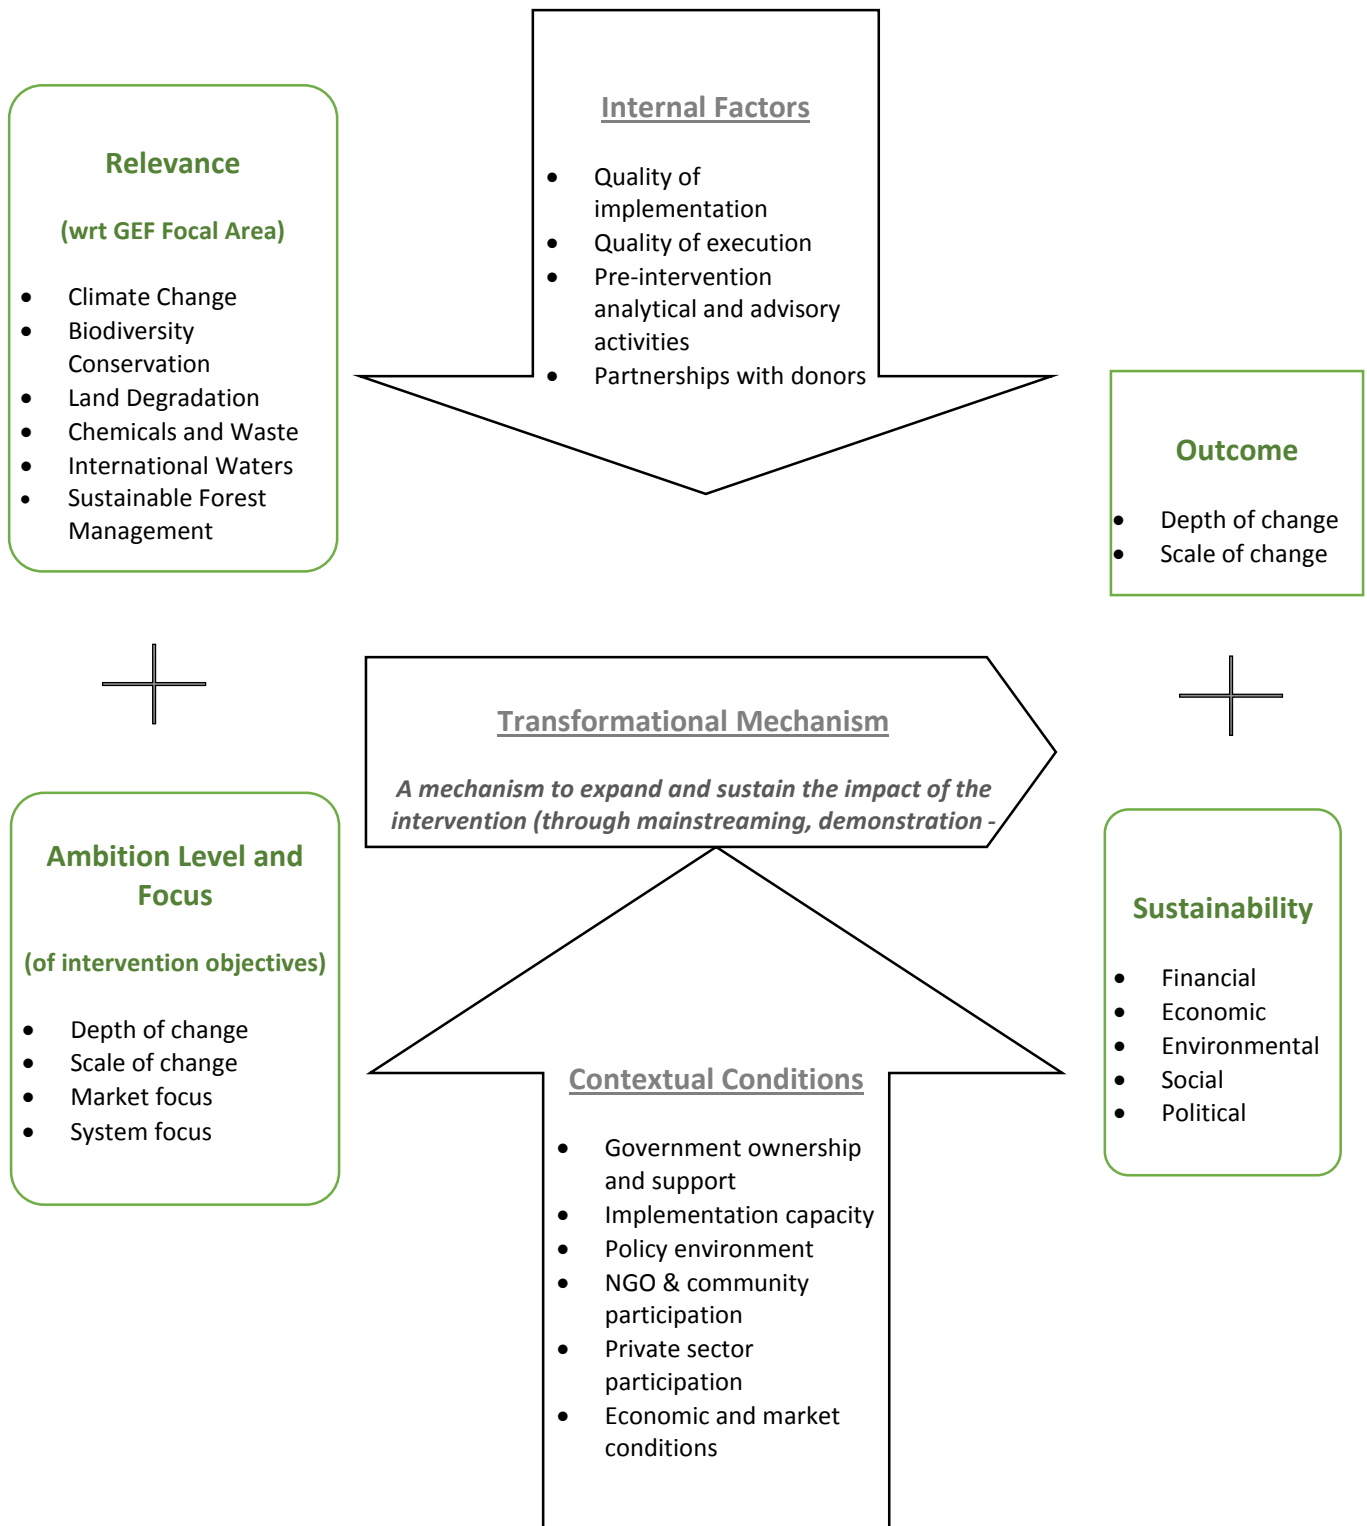 Internal Factors
• Quality of
implementation
• Quality of execution
• Pre-intervention
analytical and advisory
activities
• Partnerships with donors
Relevance
(wrt GEF Focal Area)
• Climate Change
• Biodiversity
Conservation
• Land Degradation
• Chemicals and Waste
• International Waters
• Sustainable Forest
Management
Outcome
• Depth of change
• Scale of change
Transformational Mechanism
A mechanism to expand and sustain the impact of the
intervention (through mainstreaming, demonstration -
Ambition Level and
Focus
(of intervention objectives)
• Depth of change
• Scale of change
• Market focus
• System focus
Sustainability
• Financial
• Economic
• Environmental
• Social
• Political
Contextual Conditions
• Government ownership
and support
• Implementation capacity
• Policy environment
• NGO & community
participation
• Private sector
participation
• Economic and market
conditions